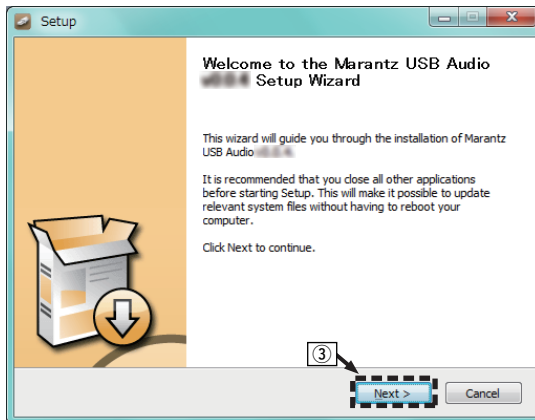 Setup
Welcome to the Marantz USB Audio
Setup Wizard
This wizard will guide you through the installation of Marantz
USB Audio
It is recommended that you close all other applications
before starting Setup. This will make it possible to update
relevant system files without having to reboot your
computer.
Click Next to continue.
③
Next >
Cancel